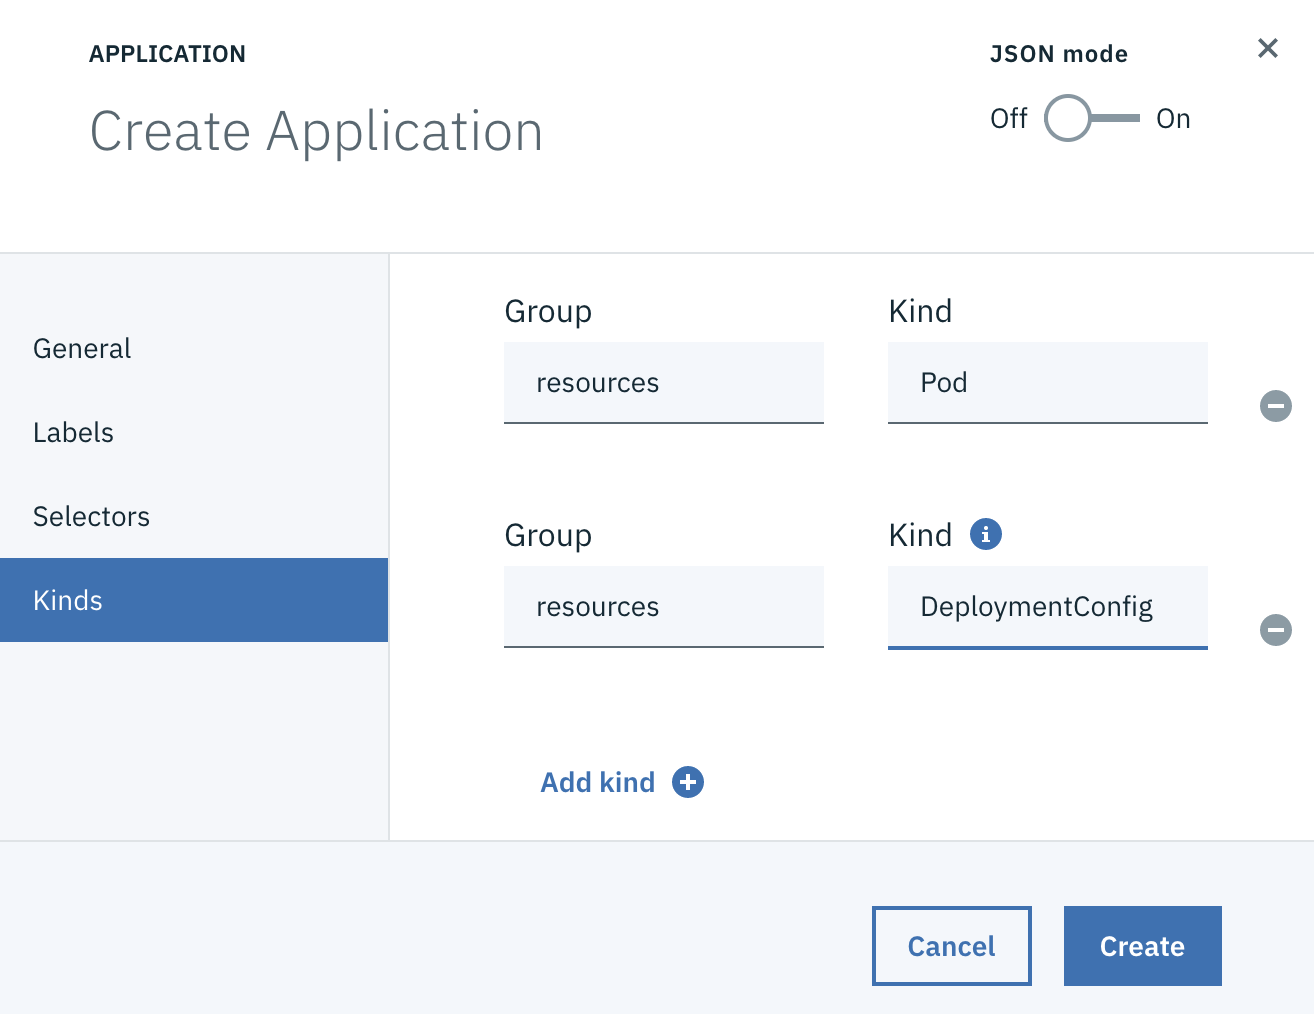 APPLICATION
JSON mode
Create Application
Off On
General
Labels
Selectors
Kinds
Group Kind
resources Pod
Group Kind
resources DeploymentConfig
Add kind
Cancel Create